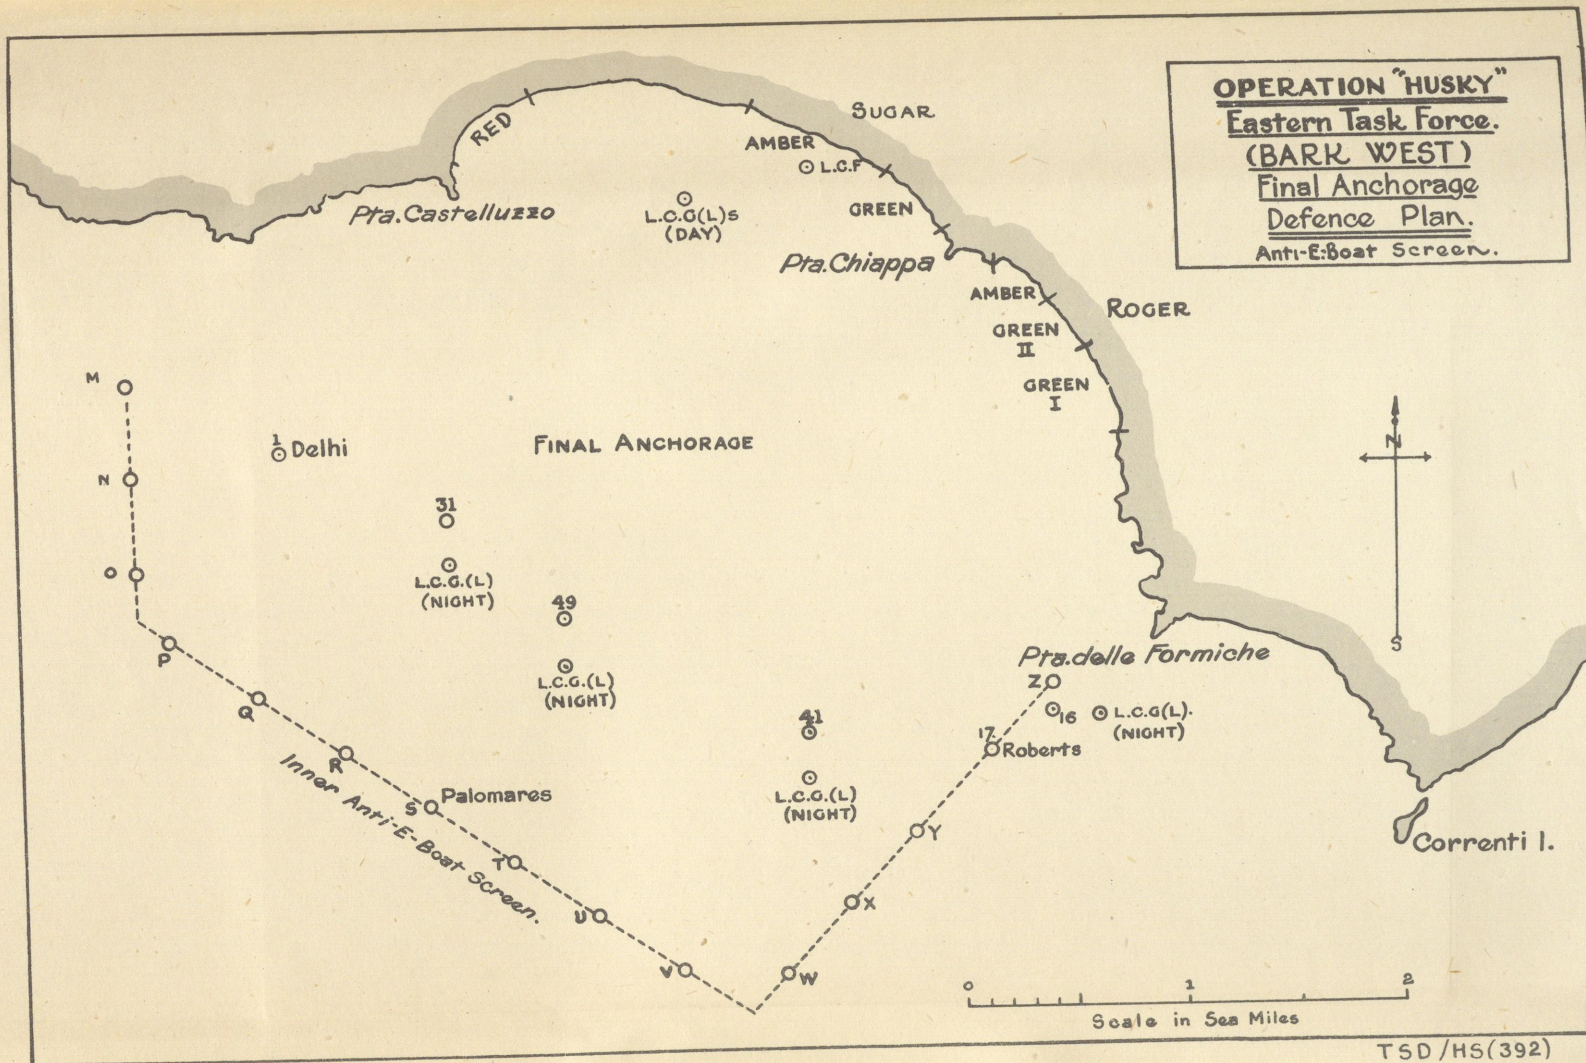 OPERATION "HUSKY"
Eastern Task Force.
(BARK WEST)
Final Anchorage
Defence Plan.
Anti-E:Boat Screen.
SUGAR
RED
AMBER
L.C.F
Pta.Castelluzzo
L.C.G(L)s
(DAY)
GREEN
Pta.Chiappa
AMBER
ROGER
GREEN
II
GREEN
I
M
1
Delhi
FINAL ANCHORAGE
N
N
31
O
L.C.G.(L)
(NIGHT)
49
P
S
Pta.delle Formiche
L.C.G.(L)
(NIGHT)
Z
Q
16
L.C.G(L).
(NIGHT)
41
17.
Roberts
R
Inner Anti-E-Boat Screen.
S
Palomares
L.C.G.(L)
(NIGHT)
Y
Correnti I.
T
X
U
V
W
0 1 2
Scale in Sea Miles
TSD/HS(392)